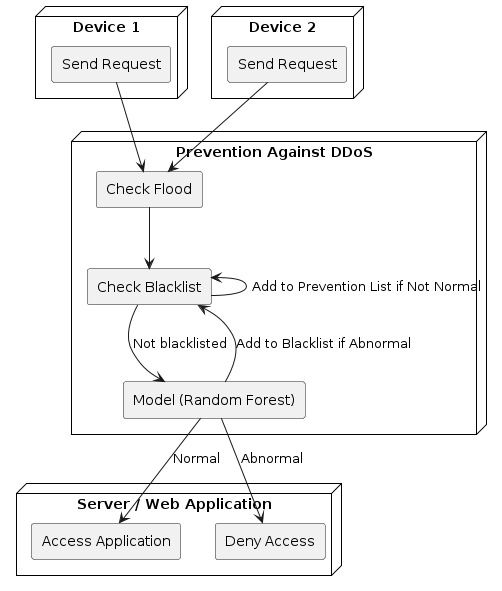 Device 1
Device 2
Send Request
Send Request
Prevention Against DDoS
Check Flood
Check Blacklist
Add to Prevention List if Not Normal
Not blacklisted
Add to Blacklist if Abnormal
Model (Random Forest)
Normal
Abnormal
Server / Web Application
Access Application
Deny Access